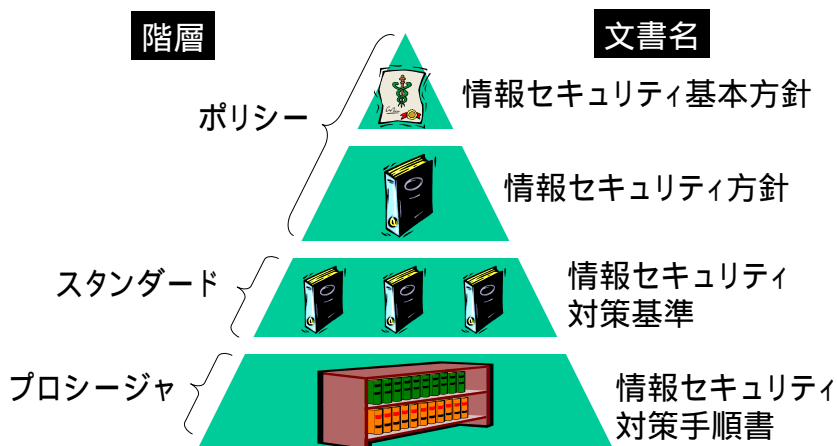 階層
文書名
ポリシー
情報セキュリティ基本方針
情報セキュリティ方針
スタンダード
情報セキュリティ
対策基準
プロシージャ
情報セキュリティ
対策手順書